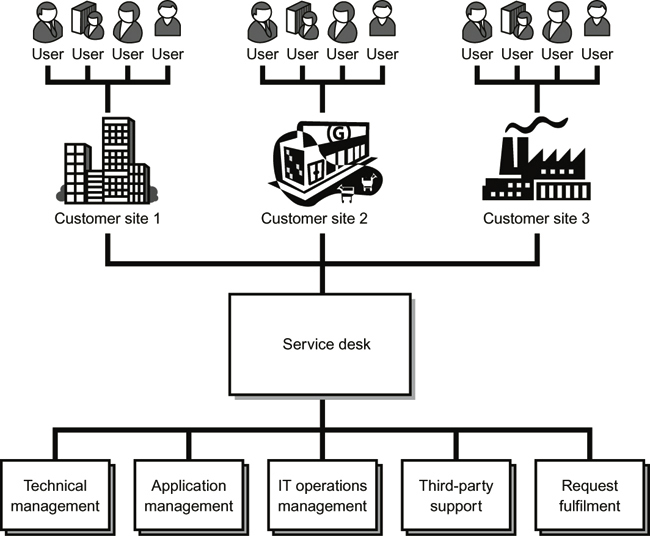 User User User User User User User User User User User User
G
Customer site 1 Customer site 2 Customer site 3
Service desk
Technical management
Application management
IT operations management
Third-party support
Request fulfilment